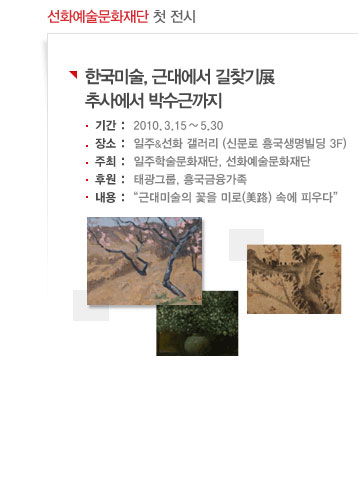 선화예술문화재단 첫 전시
한국미술, 근대에서 길찾기展
추사에서 박수근까지
· 기간 : 2010.3.15 ~ 5.30
· 장소 : 일주&선화 갤러리 (신문로 흥국생명빌딩 3F)
· 주최 : 일주학술문화재단, 선화예술문화재단
· 후원 : 태광그룹, 흥국금융가족
· 내용 : “근대미술의 꽃을 미로(美路) 속에 피우다”